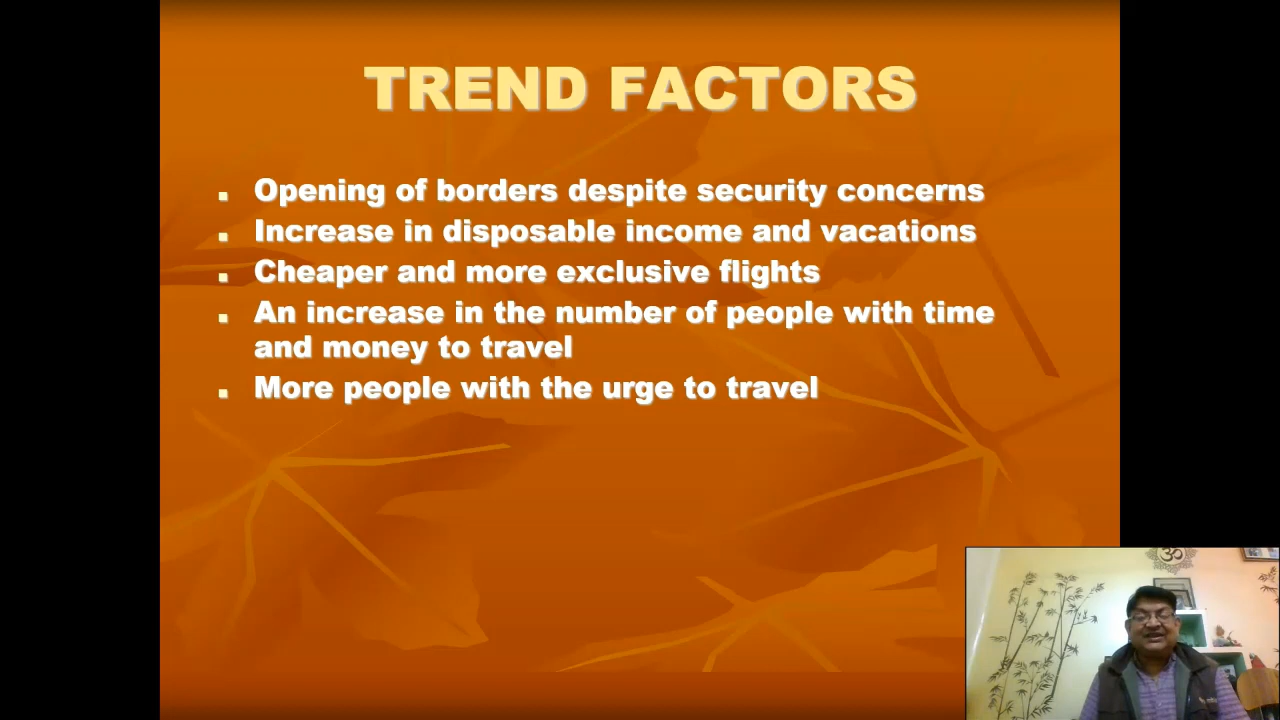 TREND FACTORS
Opening of borders despite security concerns
Increase in disposable income and vacations
Cheaper and more exclusive flights
An increase in the number of people with time
and money to travel
More people with the urge to travel
ॐ